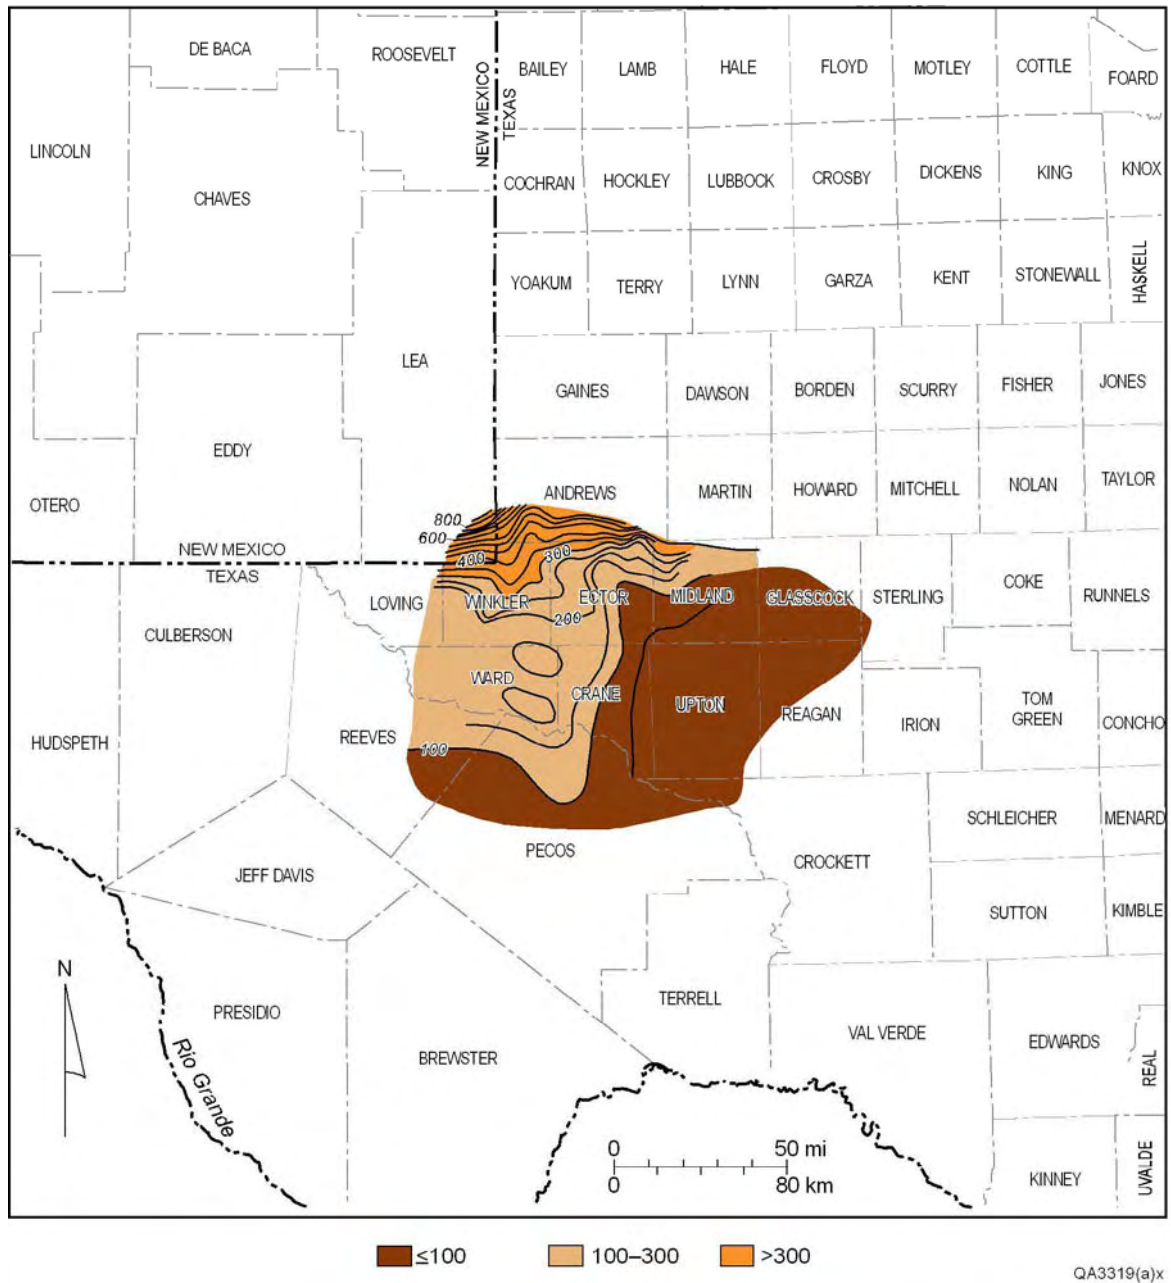 DE BACA
ROOSEVELT
NEW MEXICO
TEXAS
BAILEY
LAMB
HALE
FLOYD
MOTLEY
COTTLE
FOARD
LINCOLN
CHAVES
COCHRAN
HOCKLEY
LUBBOCK
CROSBY
DICKENS
KING
KNOX
YOAKUM
TERRY
LYNN
GARZA
KENT
STONEWALL
HASKELL
LEA
GAINES
DAWSON
BORDEN
SCURRY
FISHER
JONES
EDDY
OTERO
ANDREWS
MARTIN
HOWARD
MITCHELL
NOLAN
TAYLOR
800
600
400
300
NEW MEXICO
TEXAS
LOVING
WINKLER
ECTOR
MIDLAND
GLASSCOCK
STERLING
COKE
RUNNELS
200
CULBERSON
WARD
CRANE
UPTON
REAGAN
IRION
TOM
GREEN
CONCHO
HUDSPETH
REEVES
100
SCHLEICHER
MENARD
PECOS
CROCKETT
JEFF DAVIS
SUTTON
KIMBLE
N
PRESIDIO
TERRELL
VAL VERDE
EDWARDS
REAL
BREWSTER
Rio Grande
0 50 mi
0 80 km
KINNEY
UVALDE
≤100
100–300
>300
QA3319(a)x